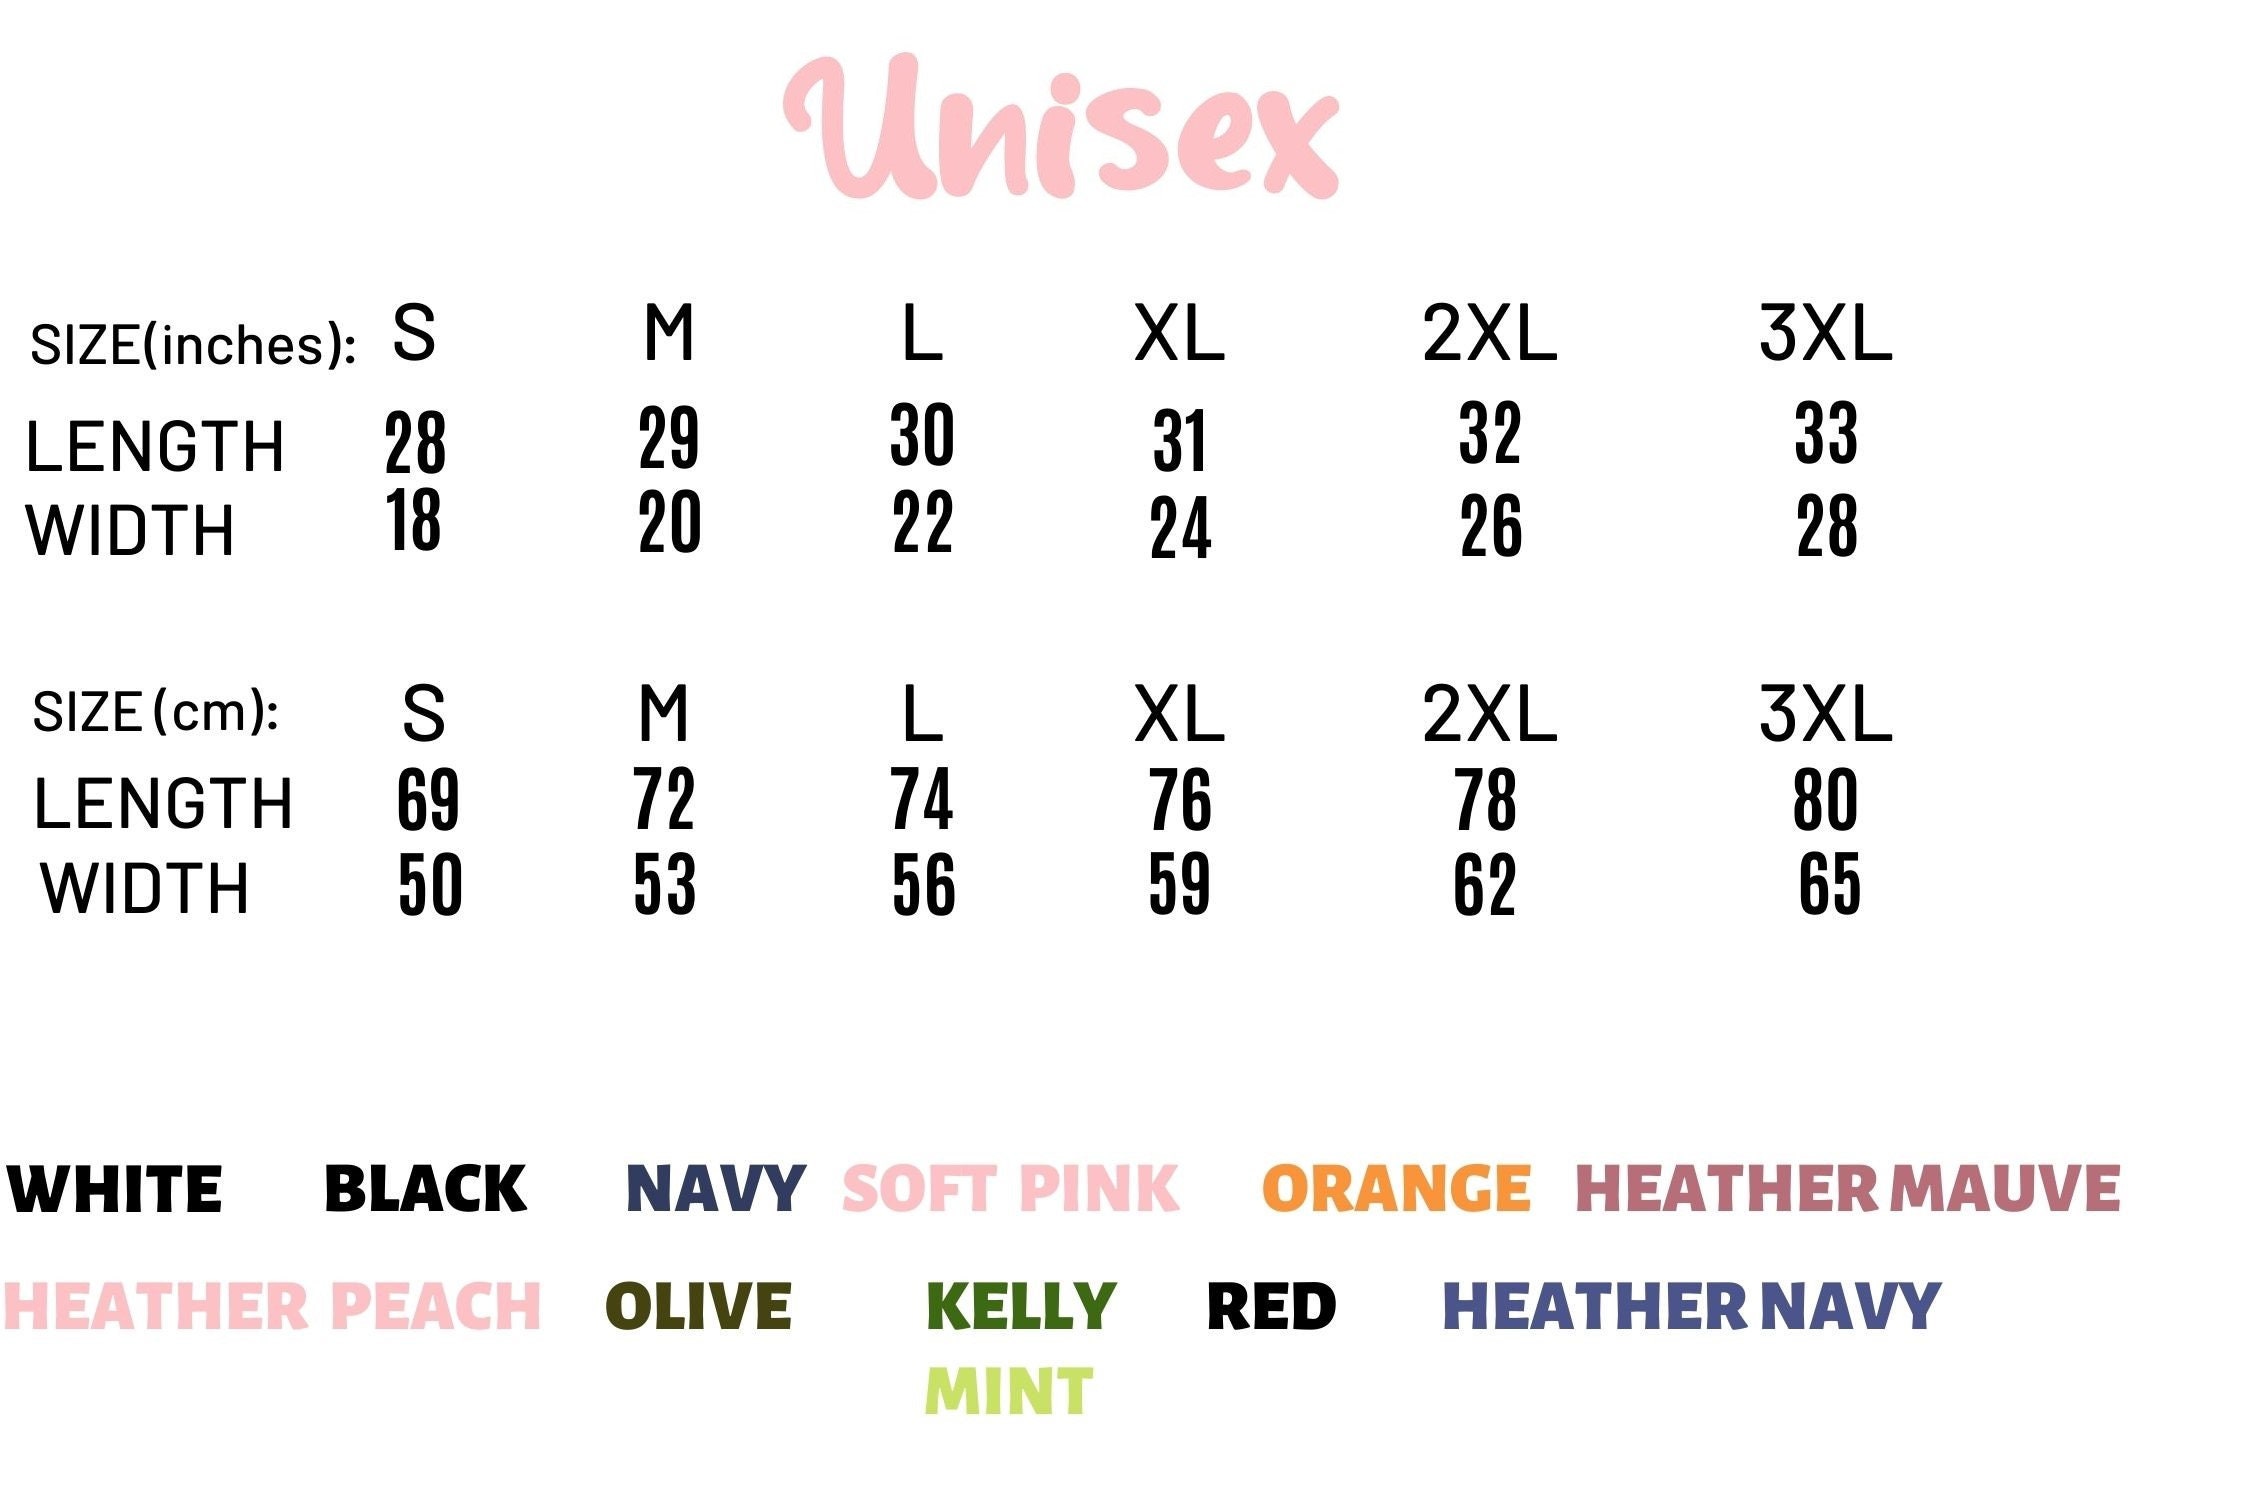 Unisex
SIZE(inches): S M L XL 2XL 3XL
LENGTH 28 29 30 31 32 33
WIDTH 18 20 22 24 26 28
SIZE (cm): S M L XL 2XL 3XL
LENGTH 69 72 74 76 78 80
WIDTH 50 53 56 59 62 65
WHITE BLACK NAVY SOFT PINK ORANGE HEATHER MAUVE
HEATHER PEACH OLIVE KELLY RED HEATHER NAVY
MINT